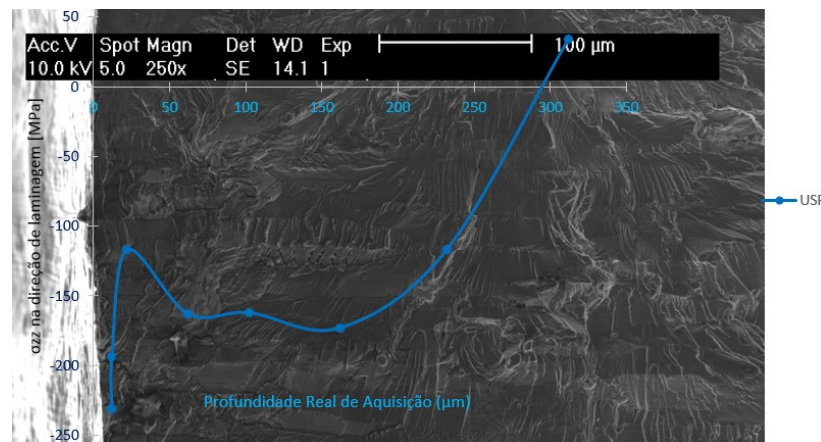 50
Acc.V Spot Magn Det WD Exp 100 µm
10.0 kV 5.0 250x SE 14.1 1
0
0 50 100 150 200 250 300 350
-50
-100
-150
-200
-250
σzz na direção de laminagem [MPa]
Profundidade Real de Aquisição (µm)